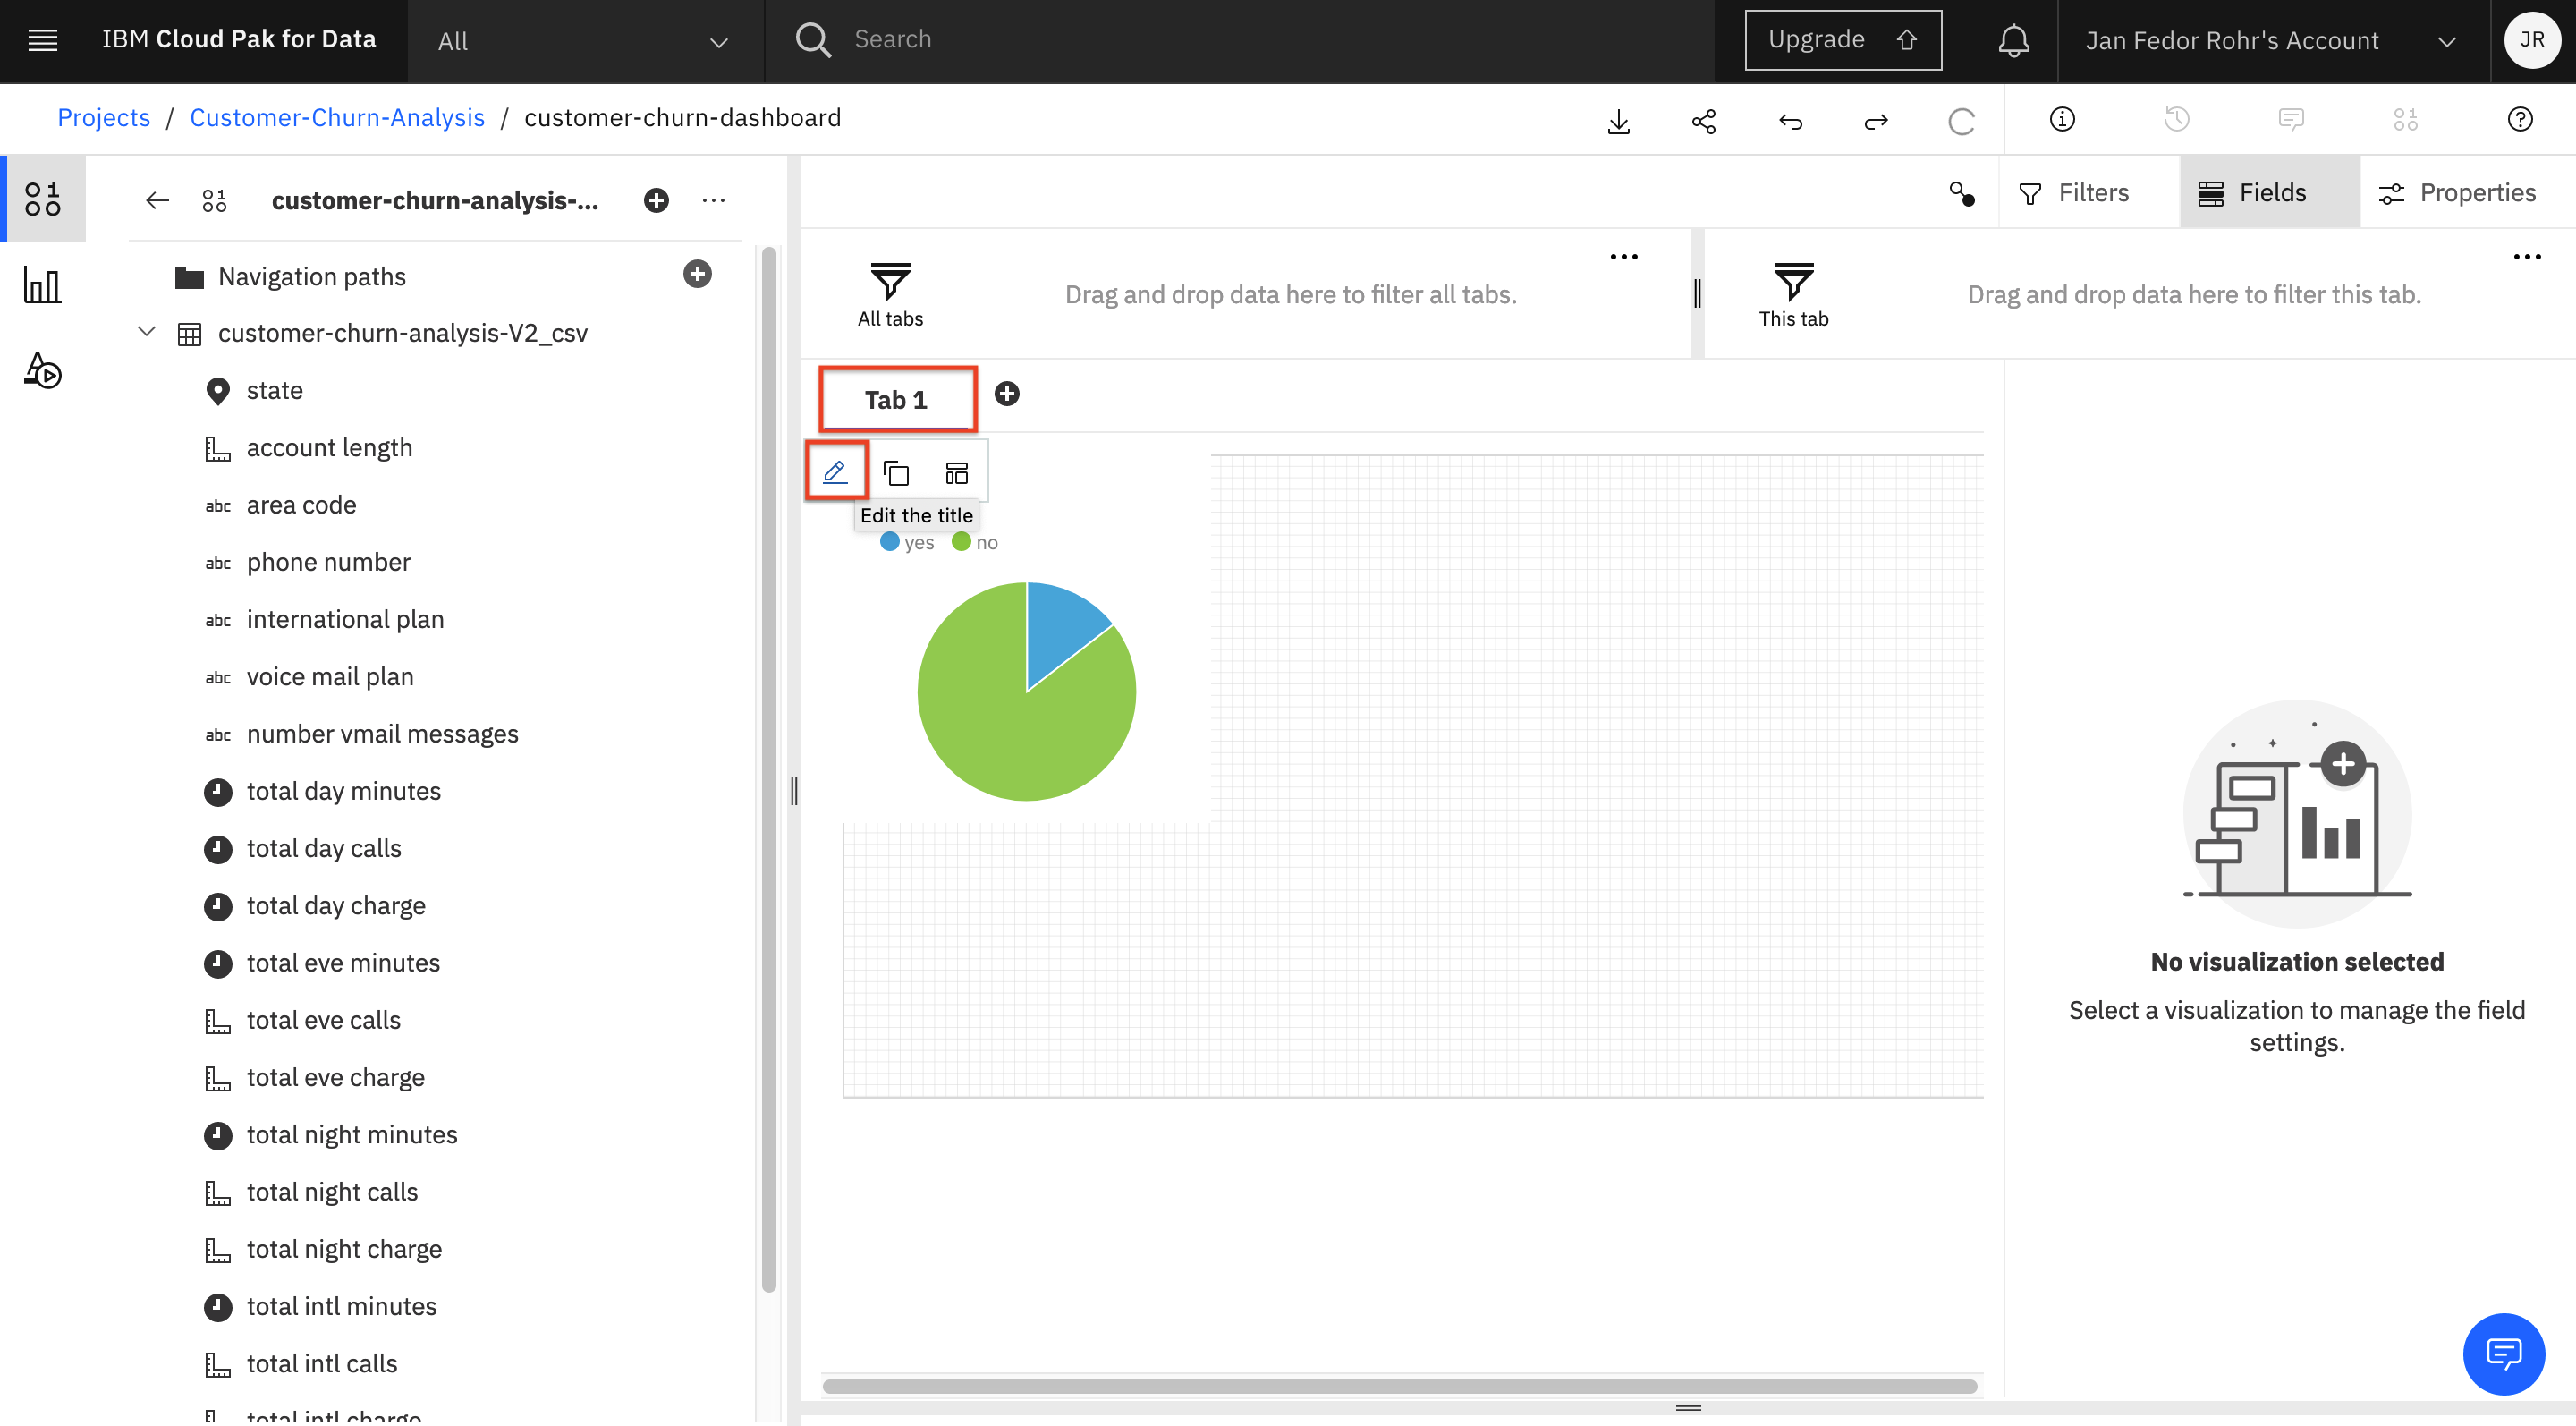 IBM Cloud Pak for Data
All
Search
Upgrade
Jan Fedor Rohr's Account
JR
Projects / Customer-Churn-Analysis / customer-churn-dashboard
customer-churn-analysis-...
Filters
Fields
Properties
Navigation paths
customer-churn-analysis-V2_csv
state
account length
abc area code
abc phone number
abc international plan
abc voice mail plan
abc number vmail messages
total day minutes
total day calls
total day charge
total eve minutes
total eve calls
total eve charge
total night minutes
total night calls
total night charge
total intl minutes
total intl calls
total intl charge
All tabs
Drag and drop data here to filter all tabs.
This tab
Drag and drop data here to filter this tab.
Tab 1
Edit the title
yes no
No visualization selected
Select a visualization to manage the field
settings.